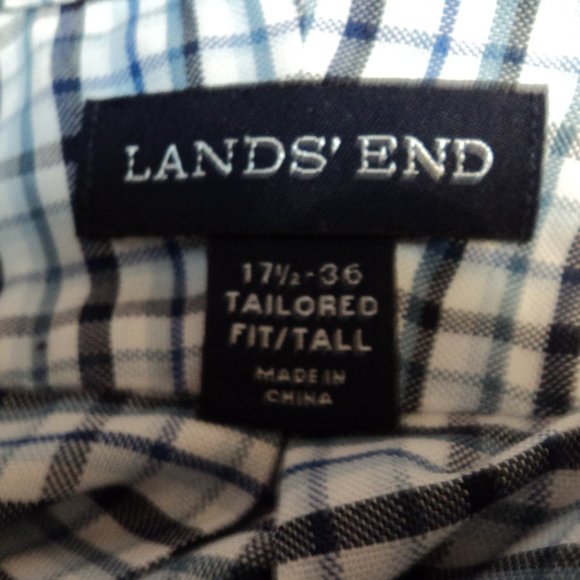 LANDS' END
17½-36
TAILORED
FIT/TALL
MADE IN
CHINA